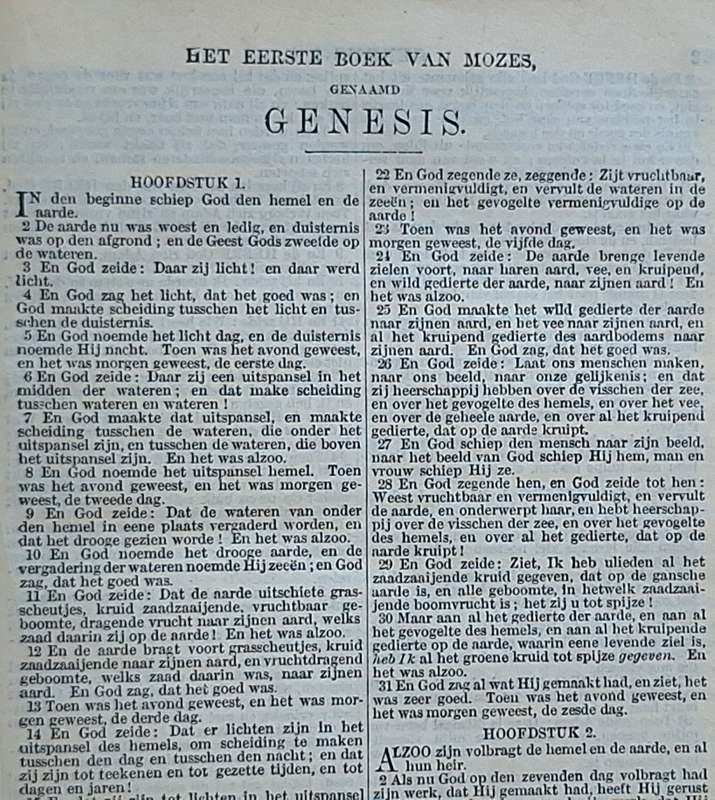 HET EERSTE BOEK VAN MOZES,
GENAAMD
GENESIS.
HOOFDSTUK 1.
IN den beginne schiep God den hemel en de
aarde.
2 De aarde nu was woest en ledig, en duisternis
was op den afgrond; en de Geest Gods zweefde op
de wateren.
3 En God zeide: Daar zij licht! en daar werd
licht.
4 En God zag het licht, dat het goed was; en
God maakte scheiding tusschen het licht en tus-
schen de duisternis.
5 En God noemde het licht dag, en de duisternis
noemde Hij nacht. Toen was het avond geweest,
en het was morgen geweest, de eerste dag.
6 En God zeide: Daar zij een uitspansel in het
midden der wateren; en dat make scheiding
tusschen wateren en wateren!
7 En God maakte dat uitspansel, en maakte
scheiding tusschen de wateren, die onder het
uitspansel zijn, en tusschen de wateren, die boven
het uitspansel zijn. En het was alzoo.
8 En God noemde het uitspansel hemel. Toen
was het avond geweest, en het was morgen ge-
weest, de tweede dag.
9 En God zeide: Dat de wateren van onder
den hemel in eene plaats vergaderd worden, en
dat het drooge gezien worde! En het was alzoo.
10 En God noemde het drooge aarde, en de
vergadering der wateren noemde Hij zeeën; en God
zag, dat het goed was.
11 En God zeide: Dat de aarde uitschiete gras-
scheutjes, kruid zaadzaaijende, vruchtbaar ge-
boomte, dragende vrucht naar zijnen aard, welks
zaad daarin zij op de aarde! En het was alzoo.
12 En de aarde bragt voort grasscheutjes, kruid
zaadzaaijende naar zijnen aard, en vruchtdragend
geboomte, welks zaad daarin was, naar zijnen
aard. En God zag, dat het goed was.
13 Toen was het avond geweest, en het was mor-
gen geweest, de derde dag.
14 En God zeide: Dat er lichten zijn in het
uitspansel des hemels, om scheiding te maken
tusschen den dag en tusschen den nacht; en dat
zij zijn tot teekenen en tot gezette tijden, en tot
dagen en jaren!
zijn tot lichten in het uitspansel
22 En God zegende ze, zeggende: Zijt vruchtbaar,
en vermenigvuldigt, en vervult de wateren in de
zeeën; en het gevogelte vermenigvuldige op de
aarde!
23 Toen was het avond geweest, en het was
morgen geweest, de vijfde dag.
24 En God zeide: De aarde brenge levende
zielen voort, naar haren aard, vee, en kruipend,
en wild gedierte der aarde, naar zijnen aard! En
het was alzoo.
25 En God maakte het wild gedierte der aarde
naar zijnen aard, en het vee naar zijnen aard, en
al het kruipend gedierte des aardbodems naar
zijnen aard. En God zag, dat het goed was.
26 En God zeide: Laat ons menschen maken,
naar ons beeld, naar onze gelijkenis; en dat
zij heerschappij hebben over de visschen der zee,
en over het gevogelte des hemels, en over het vee,
en over de geheele aarde, en over al het kruipend
gedierte, dat op de aarde kruipt.
27 En God schiep den mensch naar zijn beeld,
naar het beeld van God schiep Hij hem, man en
vrouw schiep Hij ze.
28 En God zegende hen, en God zeide tot hen:
Weest vruchtbaar en vermenigvuldigt, en vervult
de aarde, en onderwerpt haar, en hebt heerschap-
pij over de visschen der zee, en over het gevogelte
des hemels, en over al het gedierte, dat op de
aarde kruipt!
29 En God zeide: Ziet, Ik heb ulieden al het
zaadzaaijende kruid gegeven, dat op de gansche
aarde is, en alle geboomte, in hetwelk zaadzaai-
jende boomvrucht is; het zij u tot spijze!
30 Maar aan al het gedierte der aarde, en aan al
het gevogelte des hemels, en aan al het kruipende
gedierte op de aarde, waarin eene levende ziel is,
heb Ik al het groene kruid tot spijze gegeven. En
het was alzoo.
31 En God zag al wat Hij gemaakt had, en ziet, het
was zeer goed. Toen was het avond geweest, en
het was morgen geweest, de zesde dag.
HOOFDSTUK 2.
ALZOO zijn volbragt de hemel en de aarde, en al
hun heir.
2 Als nu God op den zevenden dag volbragt had
zijn werk, dat Hij gemaakt had, heeft Hij gerust